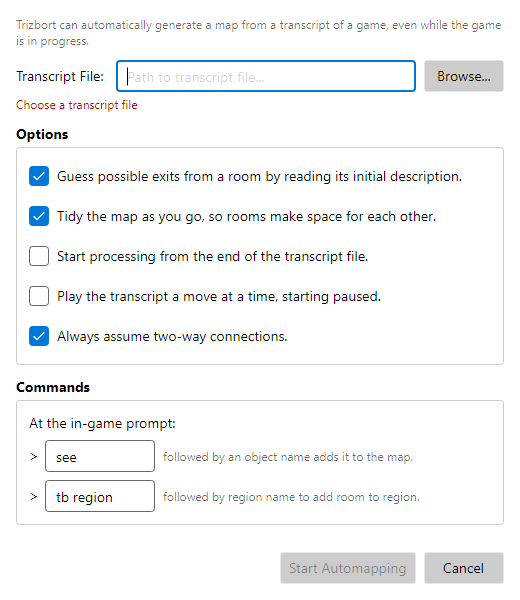 Trizbort can automatically generate a map from a transcript of a game, even while the game
is in progress.
Transcript File: Path to transcript file... Browse...
Choose a transcript file
Options
Guess possible exits from a room by reading its initial description.
Tidy the map as you go, so rooms make space for each other.
Start processing from the end of the transcript file.
Play the transcript a move at a time, starting paused.
Always assume two-way connections.
Commands
At the in-game prompt:
> see followed by an object name adds it to the map.
> tb region followed by region name to add room to region.
Start Automapping Cancel